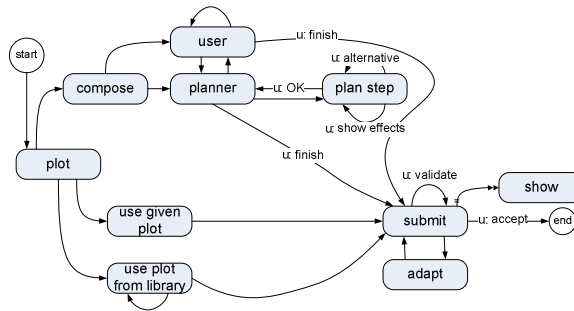 start
user
u: finish
u: alternative
compose
planner
u: OK
plan step
u: show effects
u: finish
plot
u: validate
show
use given
plot
submit
u: accept
end
use plot
from library
adapt